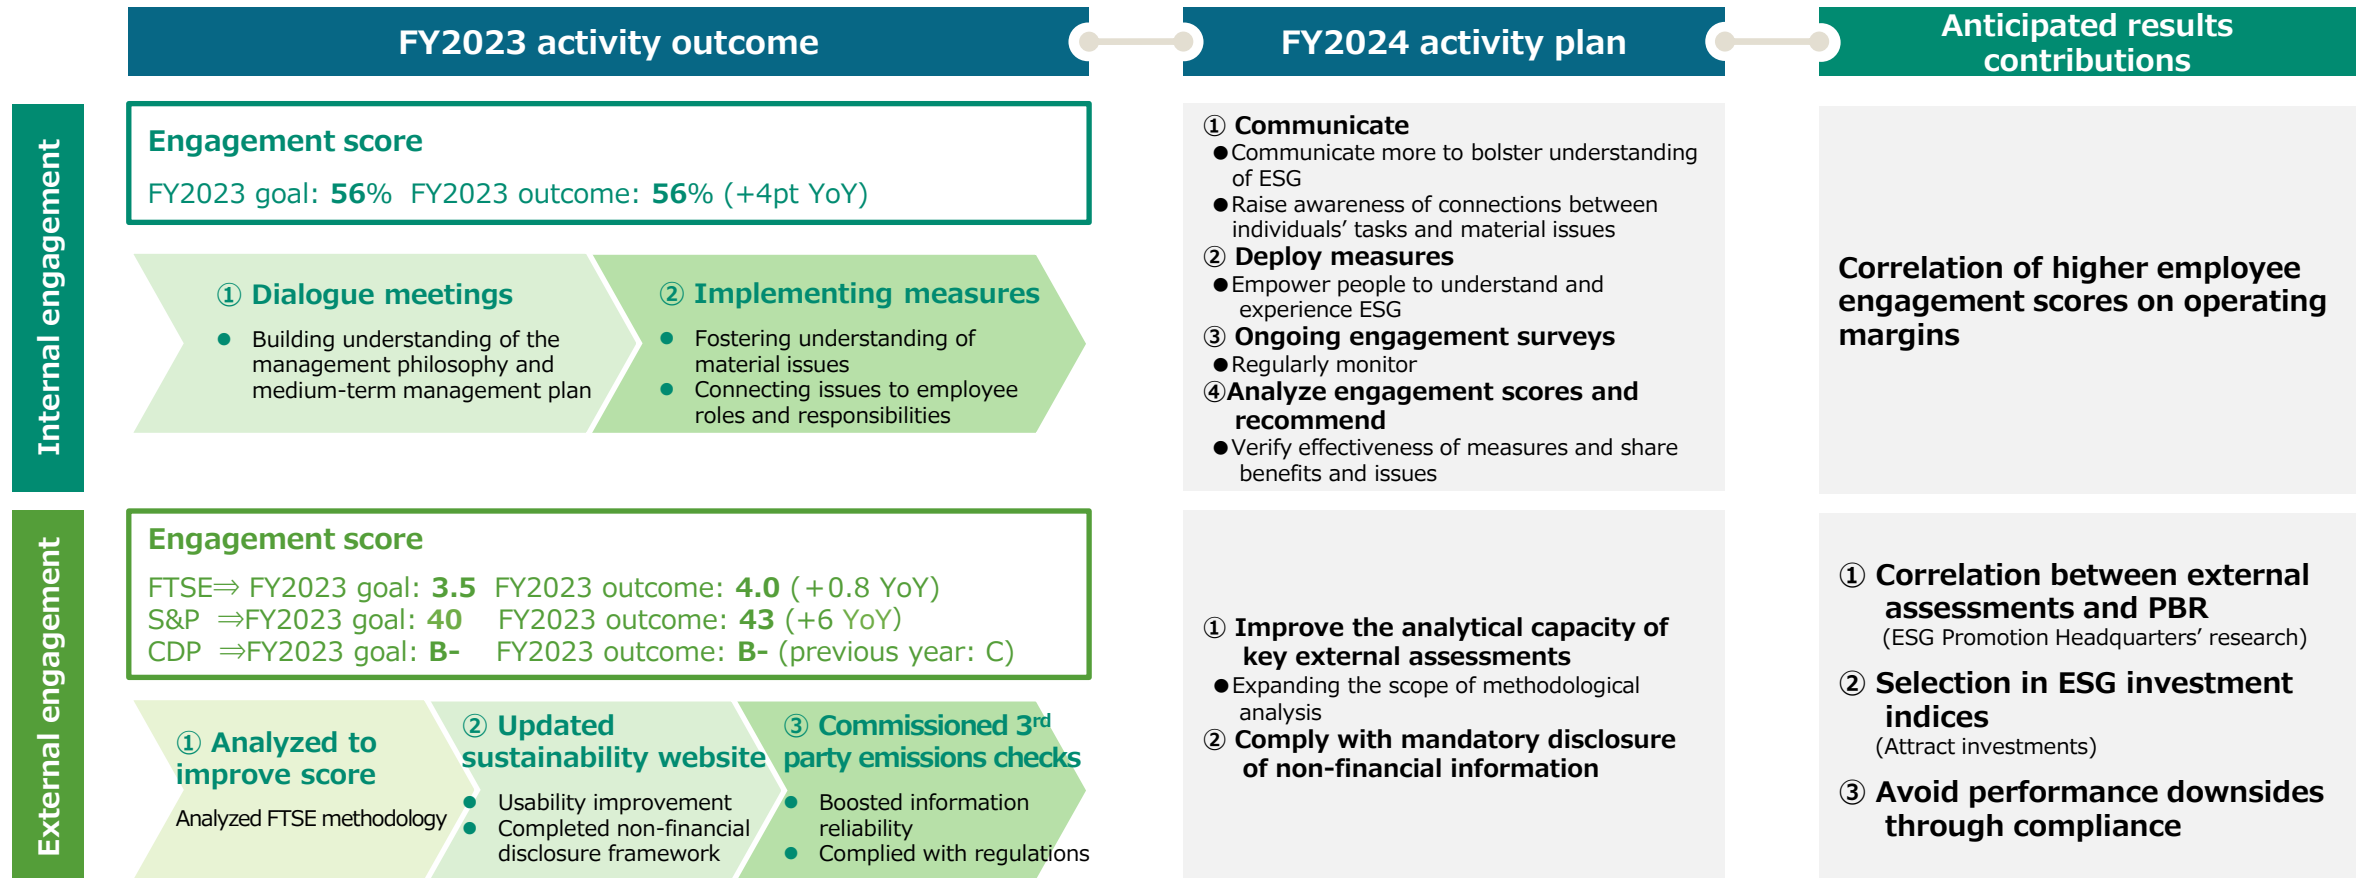 FY2023 activity outcome
FY2024 activity plan
Anticipated results
contributions
Internal engagement
Engagement score
FY2023 goal: 56% FY2023 outcome: 56% (+4pt YoY)
① Dialogue meetings
● Building understanding of the
management philosophy and
medium-term management plan
② Implementing measures
● Fostering understanding of
material issues
● Connecting issues to employee
roles and responsibilities
① Communicate
●Communicate more to bolster understanding
of ESG
●Raise awareness of connections between
individuals’ tasks and material issues
② Deploy measures
●Empower people to understand and
experience ESG
③ Ongoing engagement surveys
●Regularly monitor
④Analyze engagement scores and
recommend
●Verify effectiveness of measures and share
benefits and issues
Correlation of higher employee
engagement scores on operating
margins
External engagement
Engagement score
FTSE⇒ FY2023 goal: 3.5 FY2023 outcome: 4.0 (+0.8 YoY)
S&P ⇒FY2023 goal: 40 FY2023 outcome: 43 (+6 YoY)
CDP ⇒FY2023 goal: B- FY2023 outcome: B- (previous year: C)
① Analyzed to
improve score
Analyzed FTSE methodology
② Updated
sustainability website
● Usability improvement
● Completed non-financial
disclosure framework
③ Commissioned 3rd
party emissions checks
● Boosted information
reliability
● Complied with regulations
① Improve the analytical capacity of
key external assessments
●Expanding the scope of methodological
analysis
② Comply with mandatory disclosure
of non-financial information
① Correlation between external
assessments and PBR
(ESG Promotion Headquarters’ research)
② Selection in ESG investment
indices
(Attract investments)
③ Avoid performance downsides
through compliance